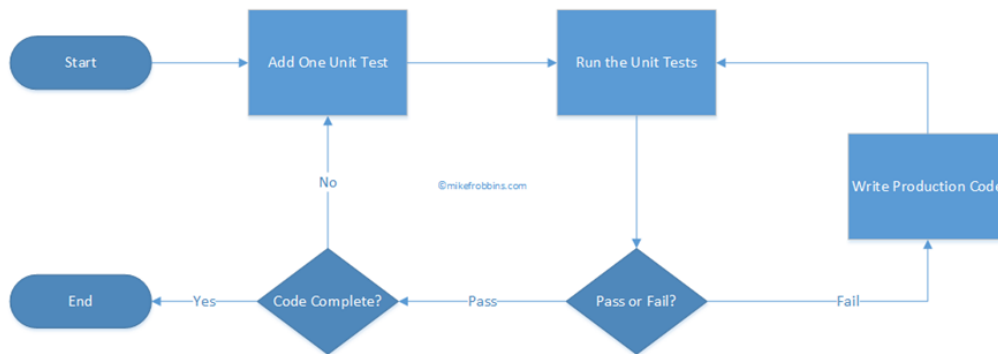 Start
Add One Unit Test
Run the Unit Tests
Write Production Code
No
©mikefrobbins.com
End
Yes
Code Complete?
Pass
Pass or Fail?
Fail